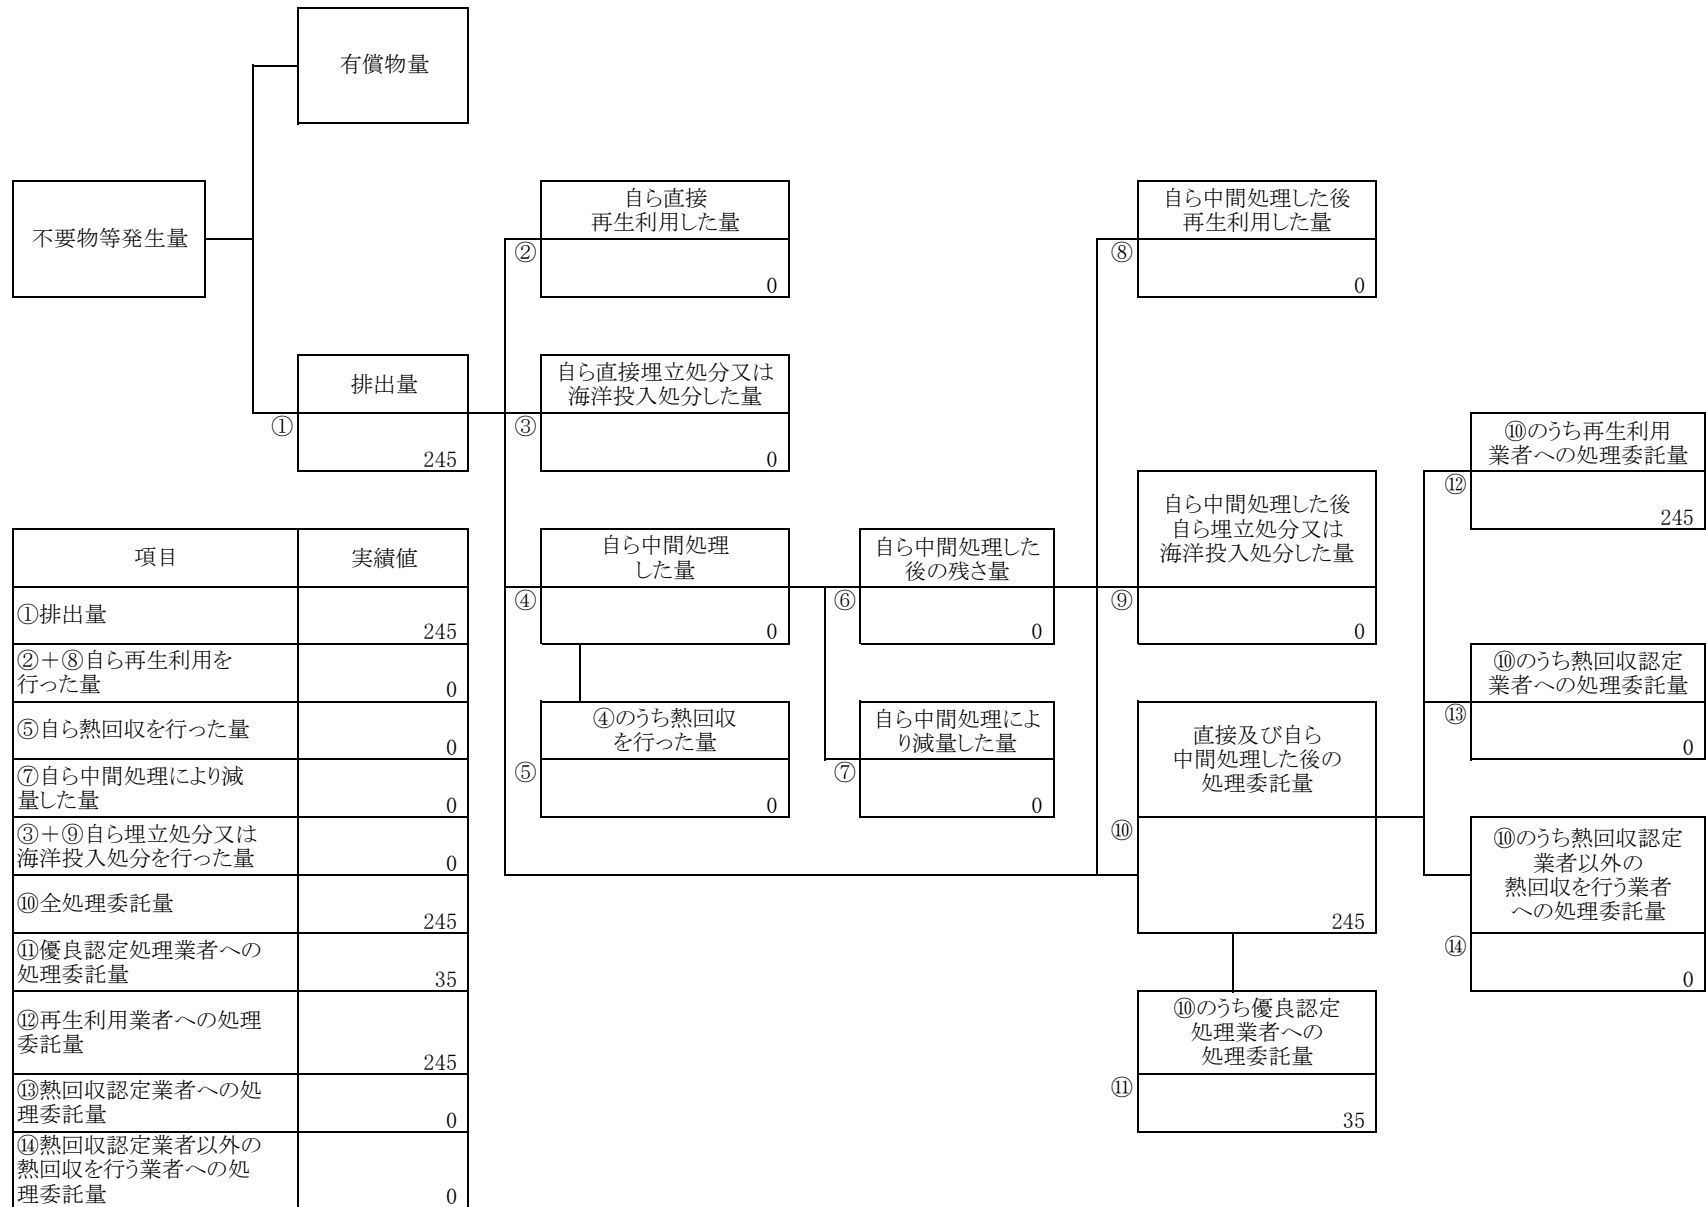 有償物量
不要物等発生量
自ら直接
再生利用した量
②
0
自ら中間処理した後
再生利用した量
⑧
0
排出量
①
245
自ら直接埋立処分又は
海洋投入処分した量
③
0
⑩のうち再生利用
業者への処理委託量
⑫
245
自ら中間処理
した量
④
0
自ら中間処理した
後の残さ量
⑥
0
自ら中間処理した後
自ら埋立処分又は
海洋投入処分した量
⑨
0
⑩のうち熱回収認定
業者への処理委託量
⑬
0
④のうち熱回収
を行った量
⑤
0
自ら中間処理によ
り減量した量
⑦
0
直接及び自ら
中間処理した後の
処理委託量
⑩
245
⑩のうち熱回収認定
業者以外の
熱回収を行う業者
への処理委託量
⑭
0
⑩のうち優良認定
処理業者への
処理委託量
⑪
35
項目 実績値
①排出量
245
②+⑧自ら再生利用を
行った量
0
⑤自ら熱回収を行った量
0
⑦自ら中間処理により減
量した量
0
③+⑨自ら埋立処分又は
海洋投入処分を行った量
0
⑩全処理委託量
245
⑪優良認定処理業者への
処理委託量
35
⑫再生利用業者への処理
委託量
245
⑬熱回収認定業者への処
理委託量
0
⑭熱回収認定業者以外の
熱回収を行う業者への処
理委託量
0